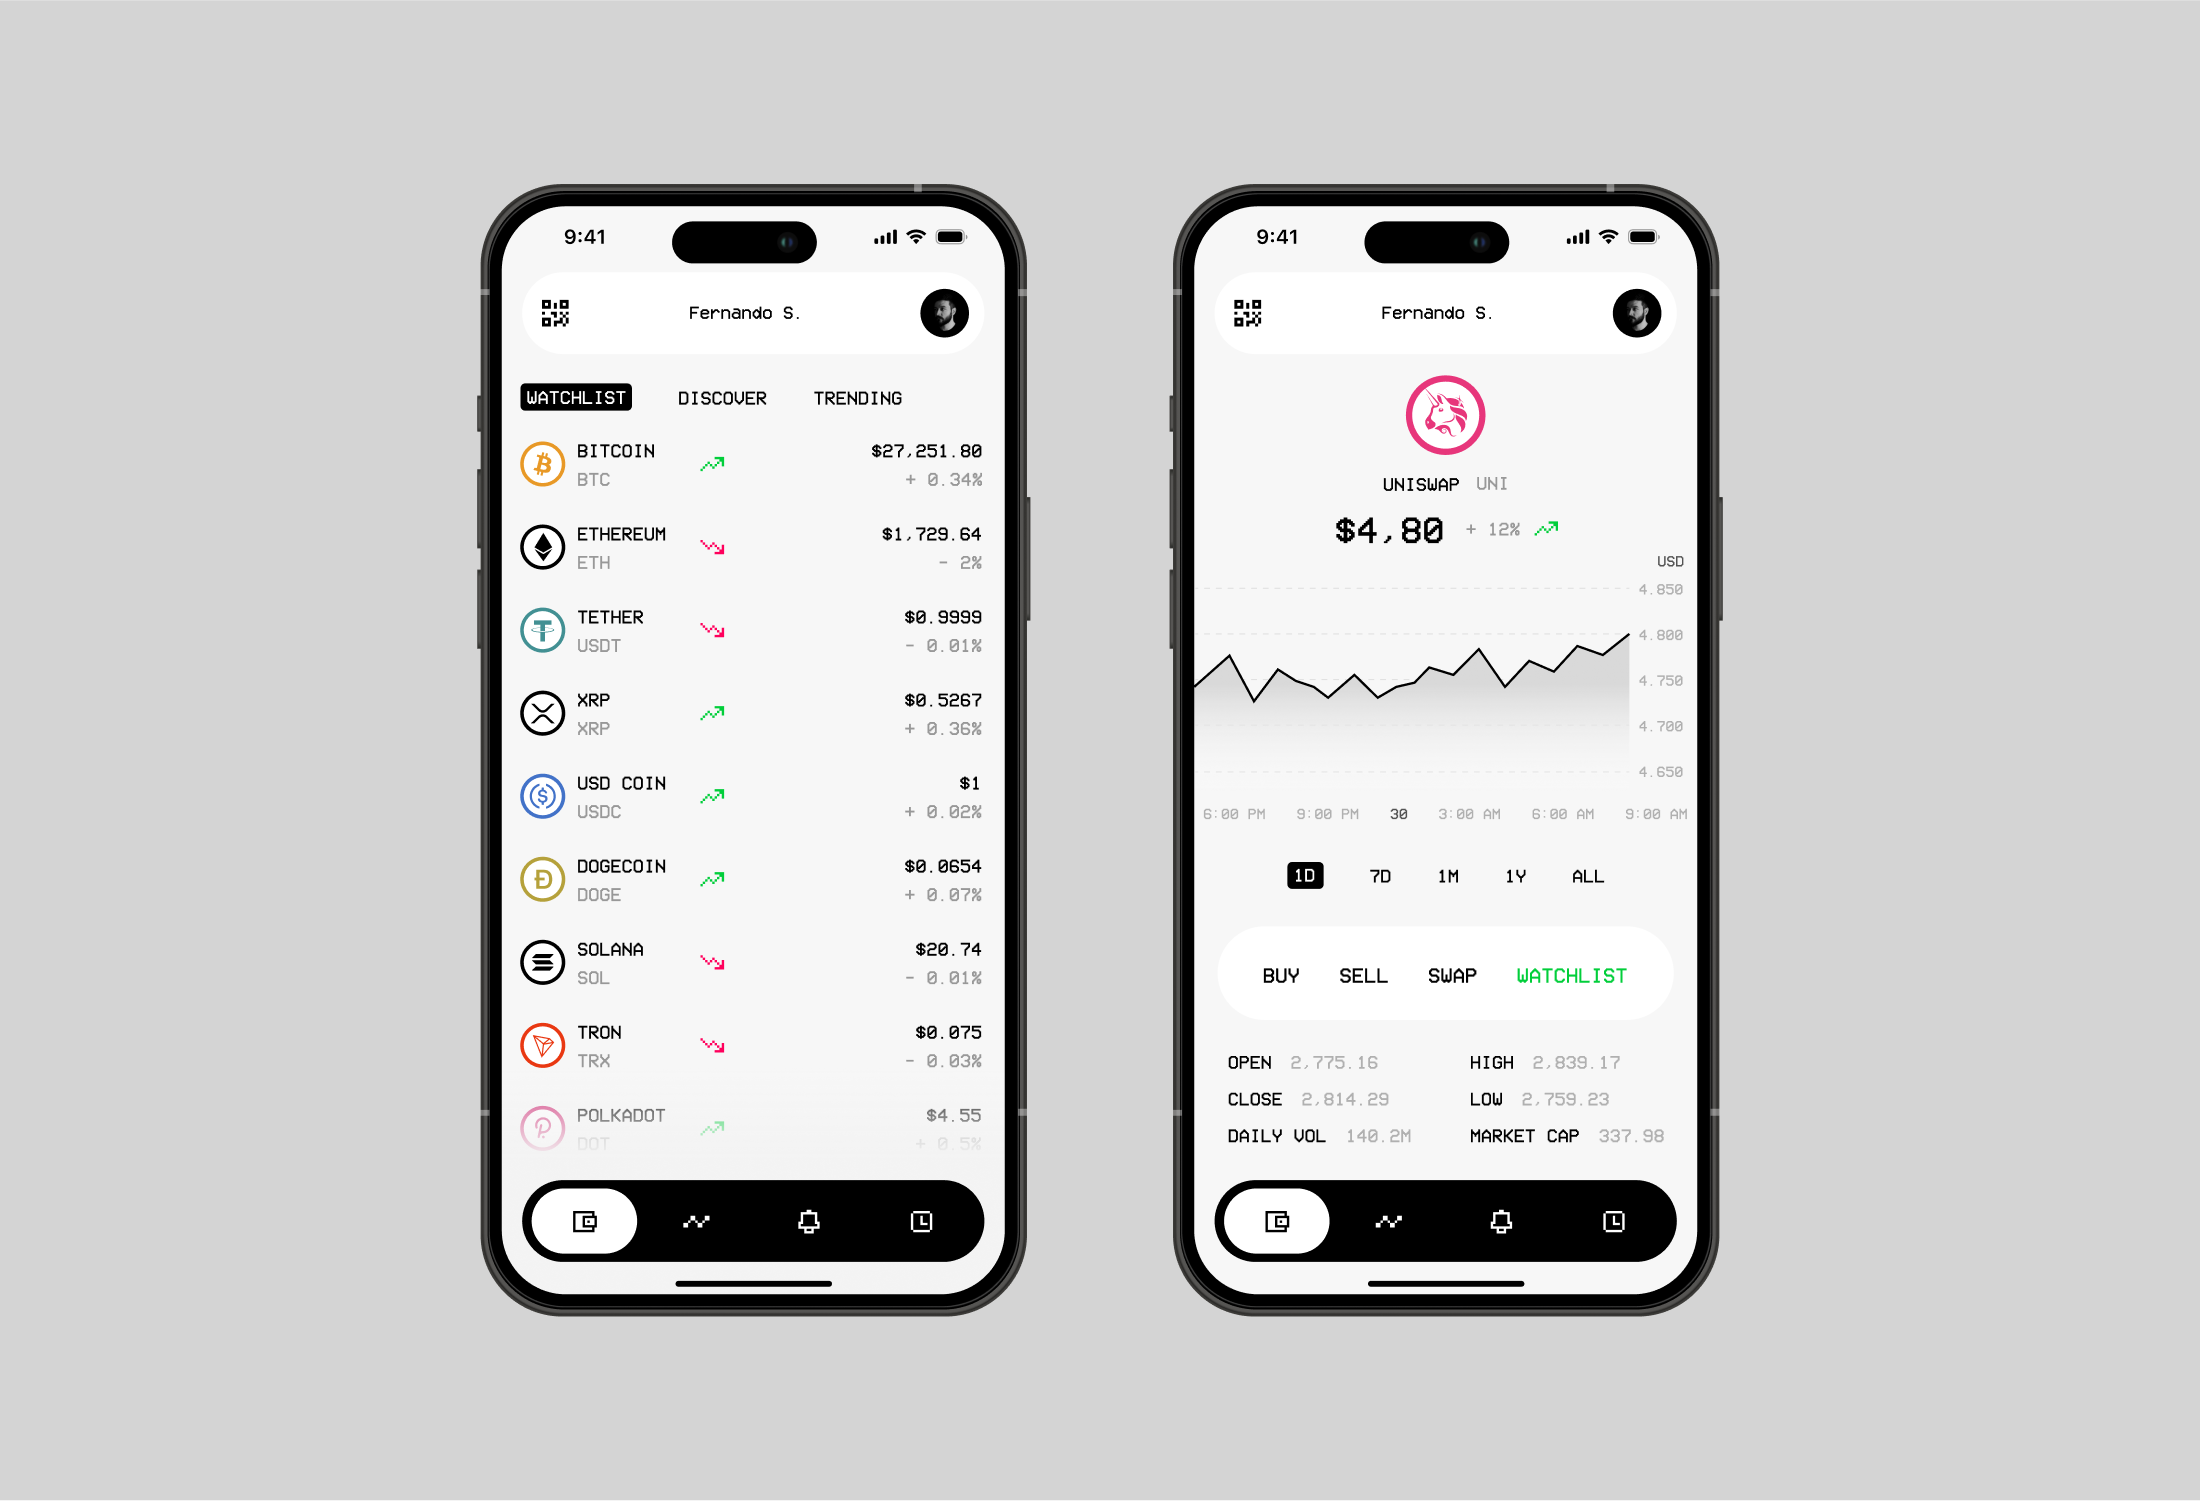 9:41
Fernando S.
WATCHLIST DISCOVER TRENDING
BITCOIN $27,251.80
BTC + 0.34%
ETHEREUM $1,729.64
ETH - 2%
TETHER $0.9999
USDT - 0.01%
XRP $0.5267
XRP + 0.36%
USD COIN $1
USDC + 0.02%
DOGECOIN $0.0654
DOGE + 0.07%
SOLANA $20.74
SOL - 0.01%
TRON $0.075
TRX - 0.03%
POLKADOT $4.55
DOT + 0.5%
9:41
Fernando S.
UNISWAP UNI
$4,80 + 12%
USD
4.850
4.800
4.750
4.700
4.650
6:00 PM 9:00 PM 30 3:00 AM 6:00 AM 9:00 AM
1D 7D 1M 1Y ALL
BUY SELL SWAP WATCHLIST
OPEN 2,775.16 HIGH 2,839.17
CLOSE 2,814.29 LOW 2,759.23
DAILY VOL 140.2M MARKET CAP 337.98